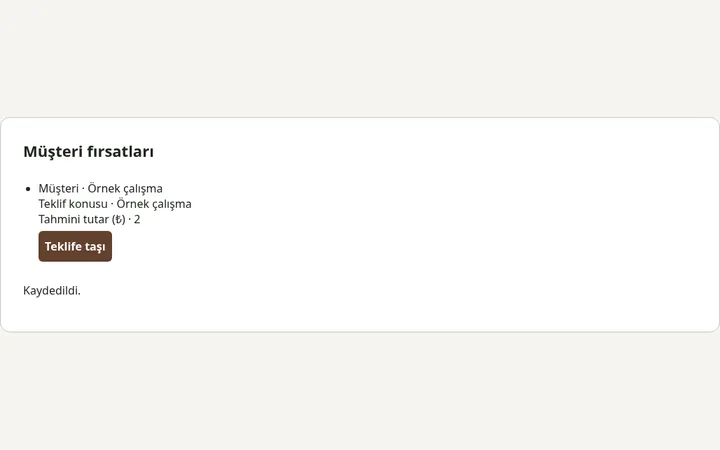 Müşteri fırsatları
Müşteri · Örnek çalışma
Teklif konusu · Örnek çalışma
Tahmini tutar (₺) · 2
Teklife taşı
Kaydedildi.